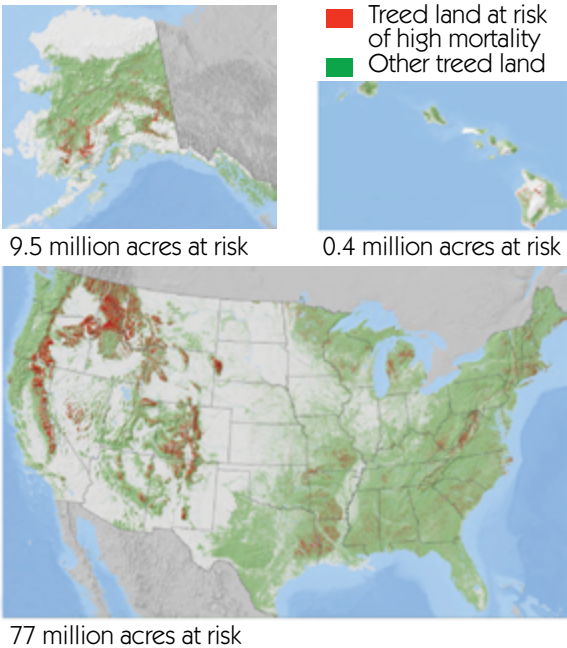 Treed land at risk
of high mortality
Other treed land
9.5 million acres at risk
0.4 million acres at risk
77 million acres at risk